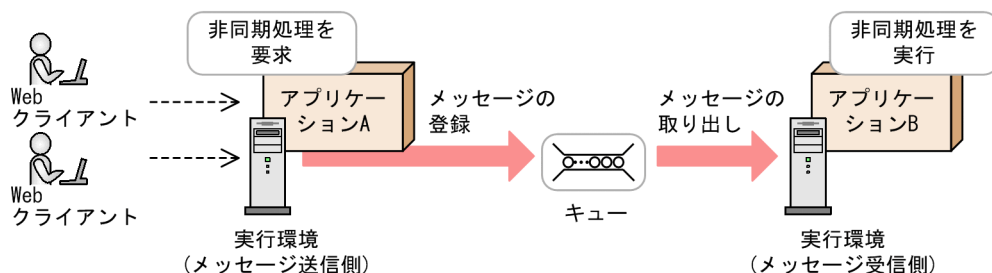 非同期処理を
要求
非同期処理を
実行
Web
クライアント
Web
クライアント
アプリケー
ションA
メッセージの
登録
キュー
メッセージの
取り出し
アプリケー
ションB
実行環境
(メッセージ送信側)
実行環境
(メッセージ受信側)